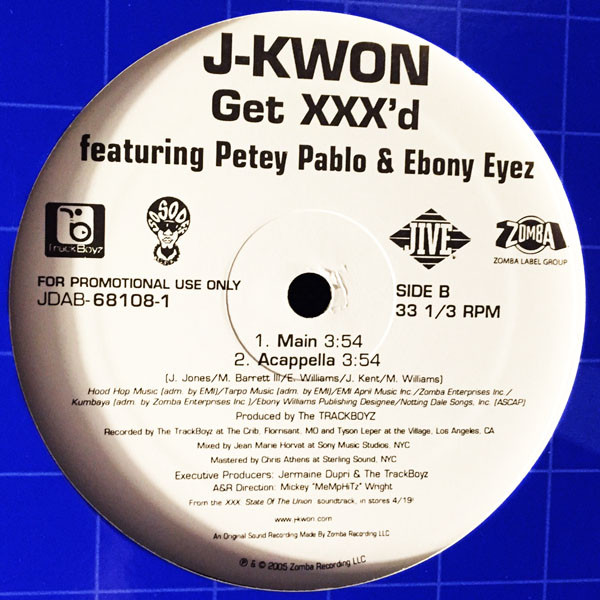 J-KWON
Get XXX'd
featuring Petey Pablo & Ebony Eyez
TrackBoyz
SO SO DEF
JIVE
ZOMBA
ZOMBA LABEL GROUP
FOR PROMOTIONAL USE ONLY
JDAB-68108-1
SIDE B
33 1/3 RPM
1. Main 3:54
2. Acappella 3:54
(J. Jones/M. Barrett III/E. Williams/J. Kent/M. Williams)
Hood Hop Music (adm. by EMI)/Tarpo Music (adm. by EMI)/EMI April Music Inc./Zomba Enterprises Inc./
Kumbaya (adm. by Zomba Enterprises Inc.)/Ebony Williams Publishing Designee/Notting Dale Songs, Inc. (ASCAP)
Produced by The TRACKBOYZ
Recorded by The TrackBoyz at The Crib, Florrisant, MO and Tyson Leper at the Village, Los Angeles, CA
Mixed by Jean Marie Horvat at Sony Music Studios, NYC
Mastered by Chris Athens at Sterling Sound, NYC
Executive Producers: Jermaine Dupri & The TrackBoyz
A&R Direction: Mickey "MeMpHiTz" Wright
From the XXX: State Of The Union soundtrack, in stores 4/19!
www.j-kwon.com
An Original Sound Recording Made By Zomba Recording LLC
℗ & © 2005 Zomba Recording LLC